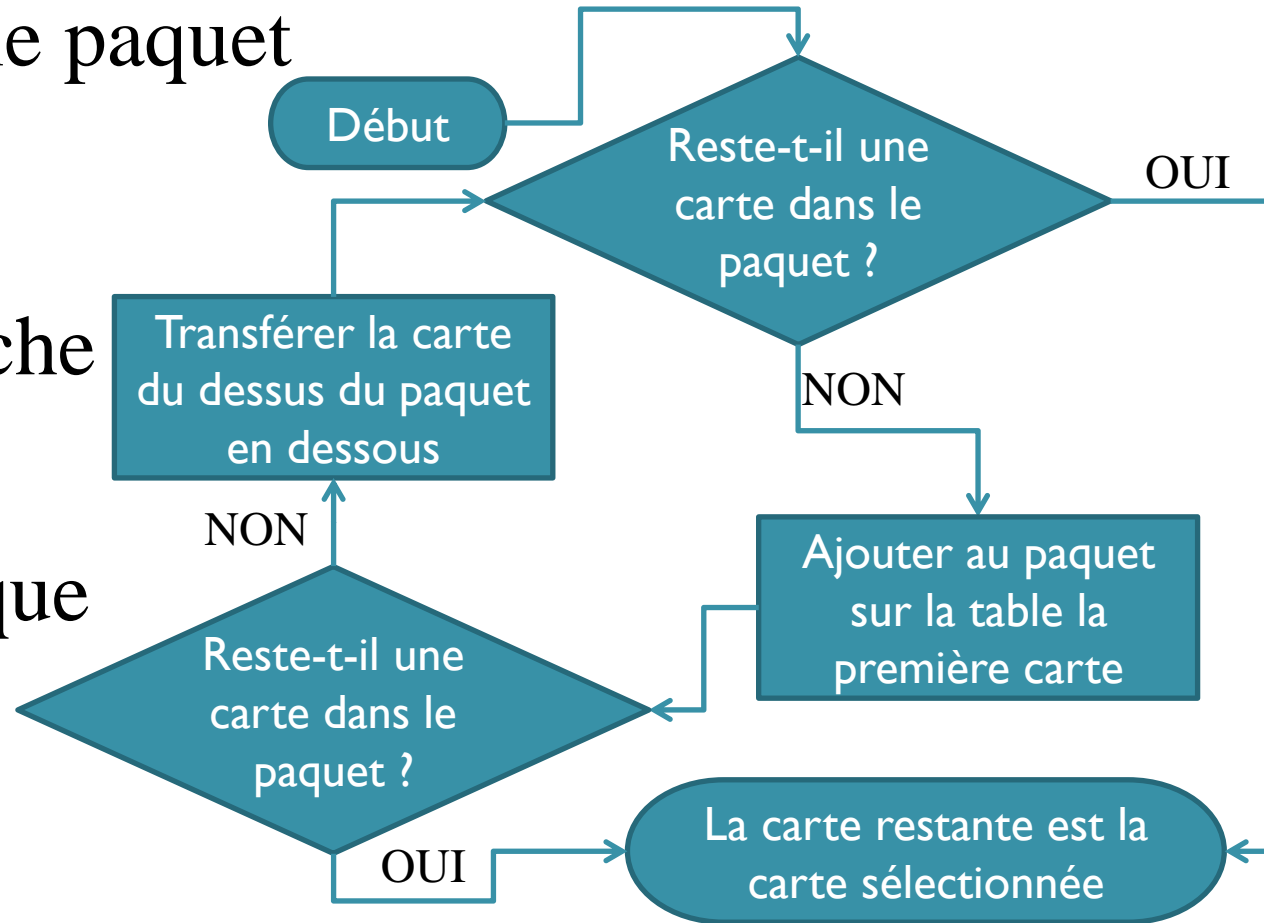 le paquet
Début
Reste-t-il une
carte dans le
paquet ?
OUI
Transférer la carte
du dessus du paquet
en dessous
che
NON
NON
Ajouter au paquet
sur la table la
première carte
que
Reste-t-il une
carte dans le
paquet ?
OUI
La carte restante est la
carte sélectionnée